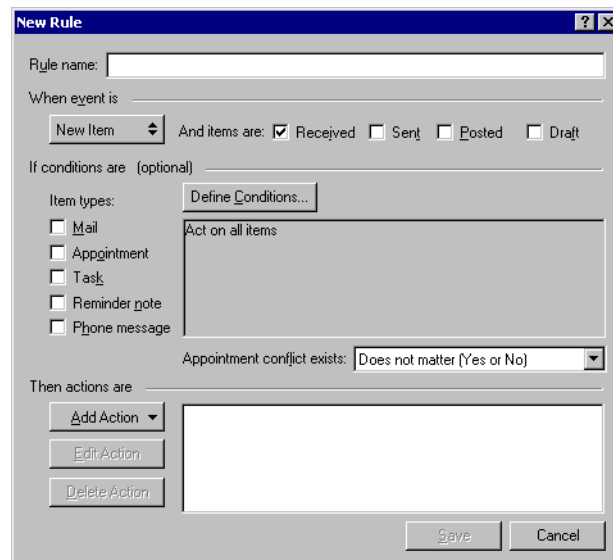 New Rule
Rule name:
When event is
New Item And items are: Received Sent Posted Draft
If conditions are (optional)
Item types: Define Conditions...
Mail
Act on all items
Appointment
Task
Reminder note
Phone message
Appointment conflict exists: Does not matter (Yes or No)
Then actions are
Add Action
Edit Action
Delete Action
Save Cancel